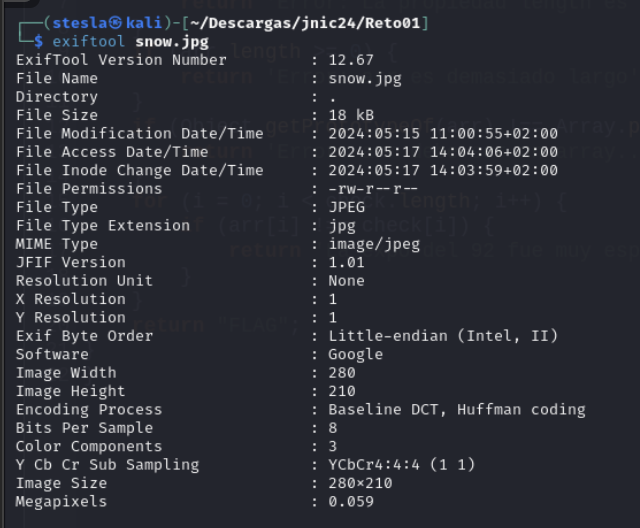 ┌──(stesla㉿kali)-[~/Descargas/jnic24/Reto01]
└─$ exiftool snow.jpg
ExifTool Version Number : 12.67
File Name : snow.jpg
Directory : .
File Size : 18 kB
File Modification Date/Time : 2024:05:15 11:00:55+02:00
File Access Date/Time : 2024:05:17 14:04:06+02:00
File Inode Change Date/Time : 2024:05:17 14:03:59+02:00
File Permissions : -rw-r--r--
File Type : JPEG
File Type Extension : jpg
MIME Type : image/jpeg
JFIF Version : 1.01
Resolution Unit : None
X Resolution : 1
Y Resolution : 1
Exif Byte Order : Little-endian (Intel, II)
Software : Google
Image Width : 280
Image Height : 210
Encoding Process : Baseline DCT, Huffman coding
Bits Per Sample : 8
Color Components : 3
Y Cb Cr Sub Sampling : YCbCr4:4:4 (1 1)
Image Size : 280×210
Megapixels : 0.059